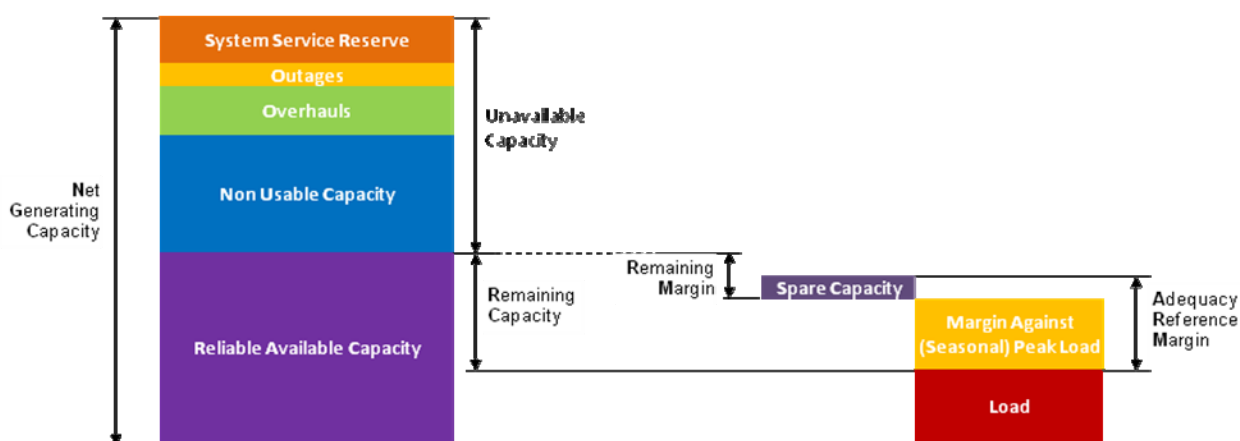 System Service Reserve
Outages
Overhauls
Unavailable
Capacity
Non Usable Capacity
Net
Generating
Capacity
Remaining
Margin
Spare Capacity
Remaining
Capacity
Adequacy
Reference
Margin
Margin Against
(Seasonal) Peak Load
Reliable Available Capacity
Load